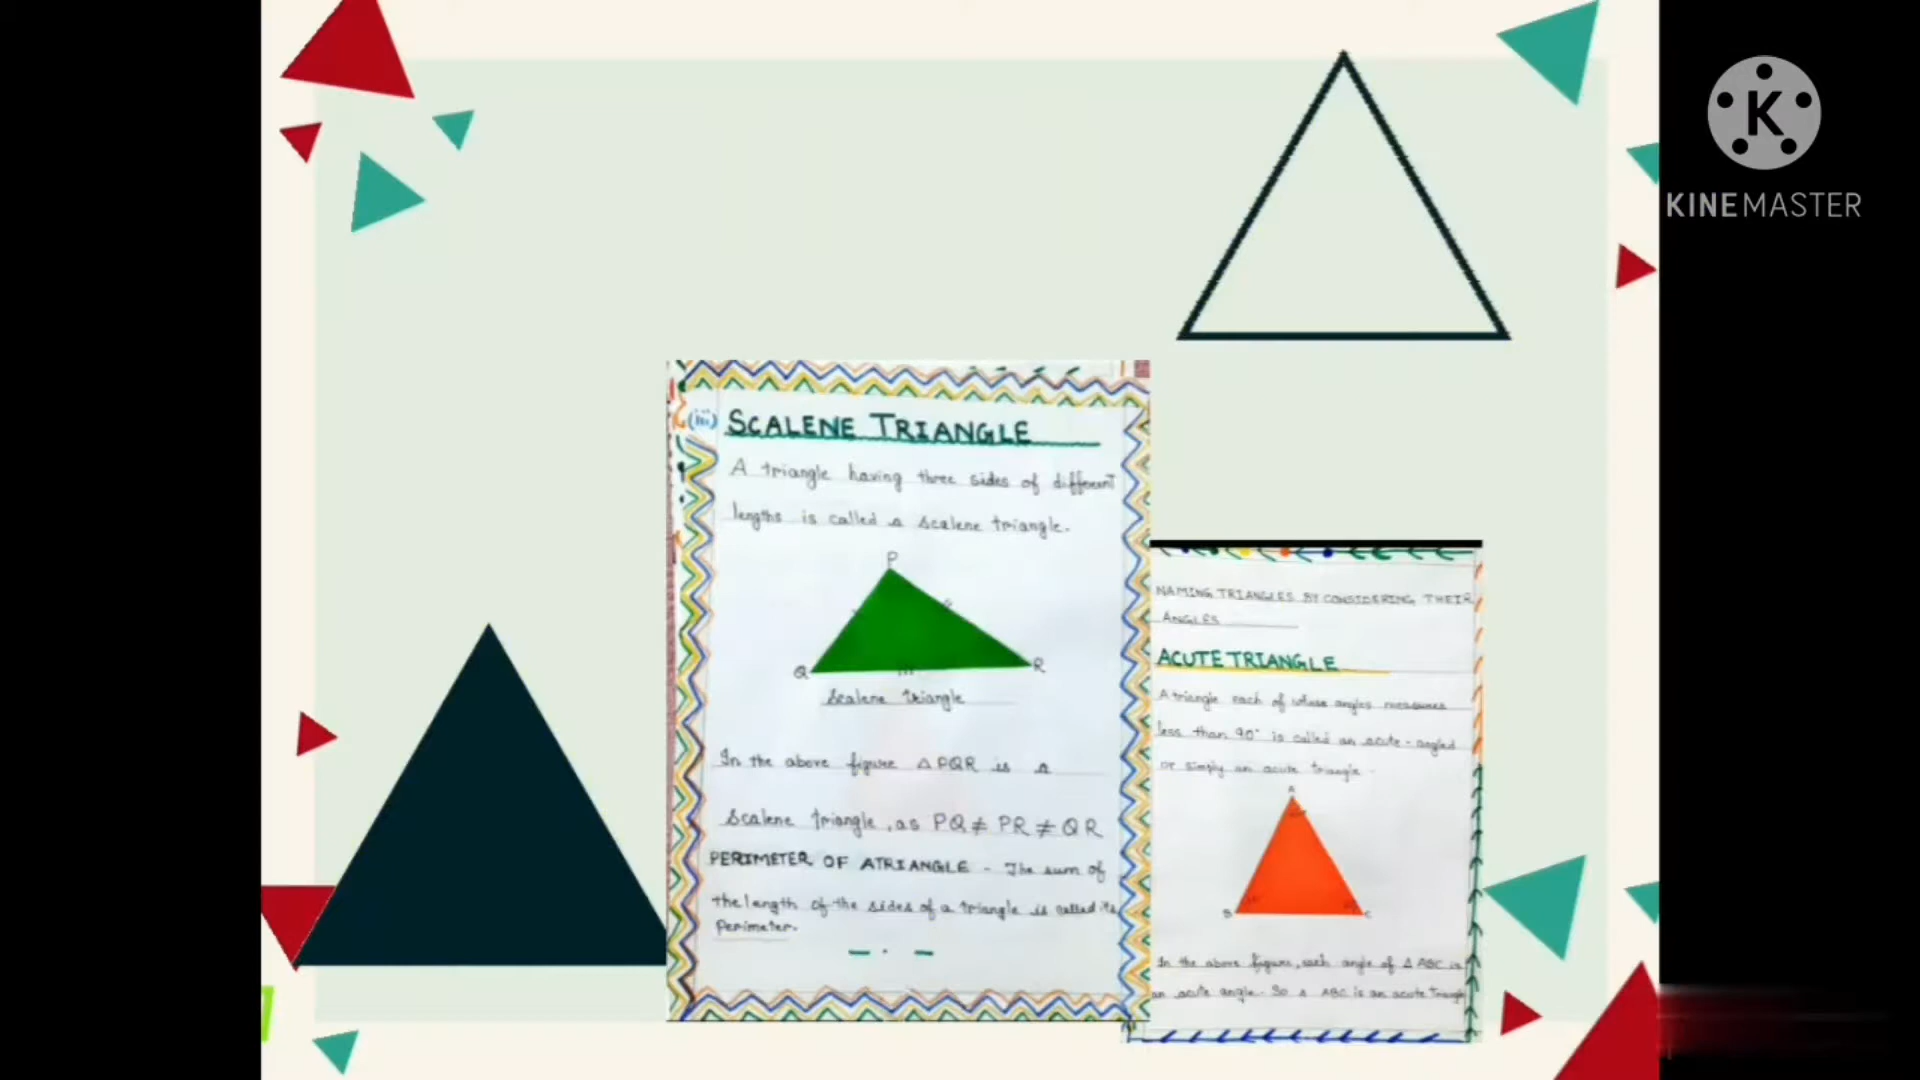 K
KINEMASTER
(iii) SCALENE TRIANGLE
A triangle having three sides of different
lengths is called a scalene triangle.
P
Q
R
Scalene triangle
In the above figure △ PQR is a
Scalene triangle, as PQ ≠ PR ≠ QR
PERIMETER OF A TRIANGLE - The sum of
the length of the sides of a triangle is called its
Perimeter.
NAMING TRIANGLES BY CONSIDERING THEIR
ANGLES
ACUTE TRIANGLE
A triangle each of whose angles measures
less than 90° is called an acute-angled
or simply an acute triangle.
A
B
C
In the above figure, each angle of △ ABC is
an acute angle. So △ ABC is an acute Triangle